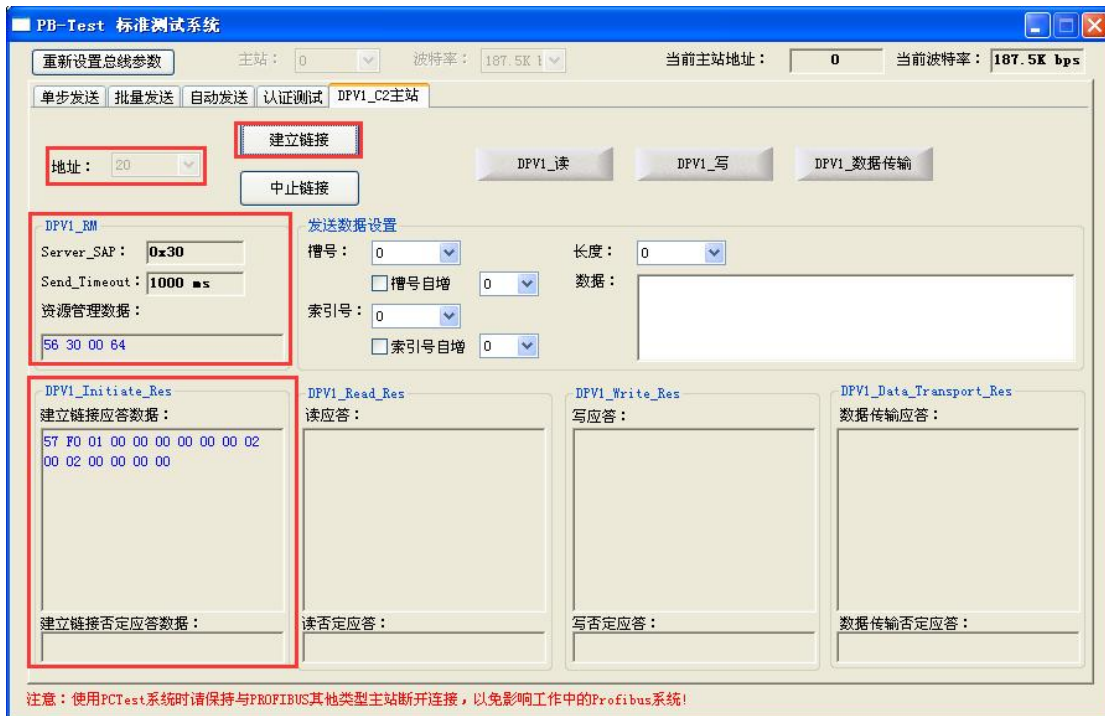 PB-Test 标准测试系统
重新设置总线参数 主站： 0 波特率： 187.5K 当前主站地址： 0 当前波特率： 187.5K bps
单步发送 批量发送 自动发送 认证测试 DPV1_C2主站
建立链接
地址： 20 DPV1_读 DPV1_写 DPV1_数据传输
中止链接
DPV1_RM 发送数据设置
Server_SAP： 0x30 槽号： 0 长度： 0
Send_Timeout： 1000 ms 槽号自增 0 数据：
资源管理数据： 索引号： 0
56 30 00 64 索引号自增 0
DPV1_Initiate_Res DPV1_Read_Res DPV1_Write_Res DPV1_Data_Transport_Res
建立链接应答数据： 读应答： 写应答： 数据传输应答：
57 F0 01 00 00 00 00 00 00 02
00 02 00 00 00 00
建立链接否定应答数据： 读否定应答： 写否定应答： 数据传输否定应答：
注意：使用PCTest系统时请保持与PROFIBUS其他类型主站断开连接，以免影响工作中的Profibus系统!